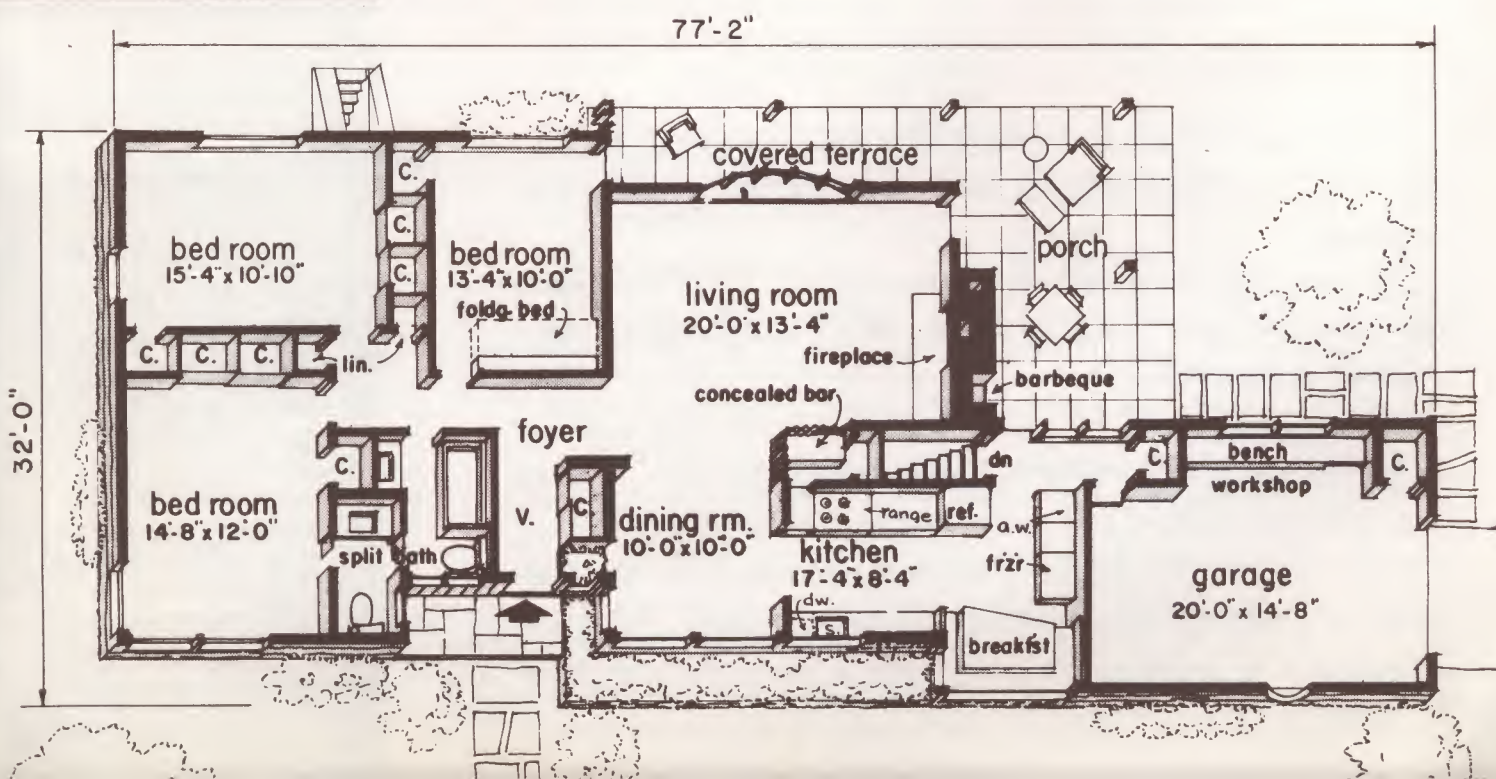 77'-2"
32'-0"
covered terrace
C.
C.
C.
bed room
15'-4" x 10'-10"
bed room
13'-4" x 10'-0"
foldg. bed
living room
20'-0" x 13'-4"
porch
fireplace
barbeque
concealed bar
C.
C.
C.
lin.
foyer
dn
C.
bench
C.
workshop
C.
bed room
14'-8" x 12'-0"
split bath
V.
C.
dining rm.
10'-0" x 10'-0"
range
ref.
kitchen
17'-4" x 8'-4"
a.w.
frzr
garage
20'-0" x 14'-8"
dw.
S.
breakfst